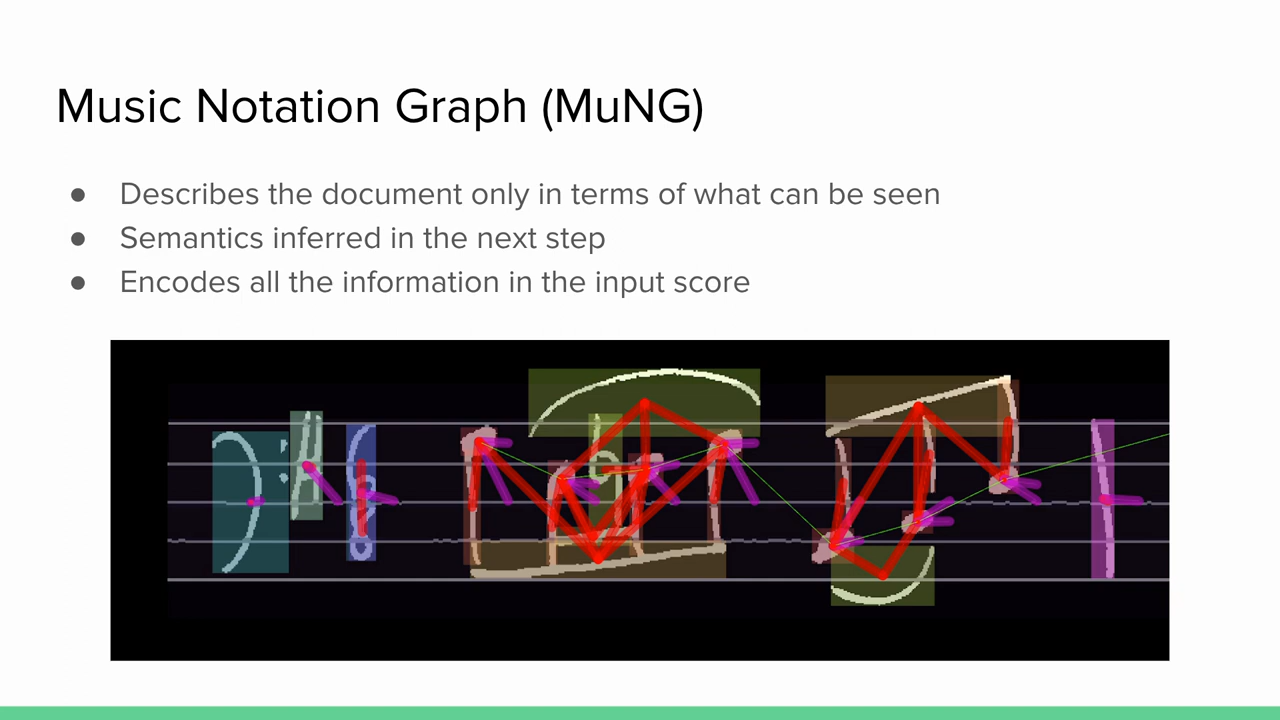 Music Notation Graph (MuNG)
● Describes the document only in terms of what can be seen
● Semantics inferred in the next step
● Encodes all the information in the input score